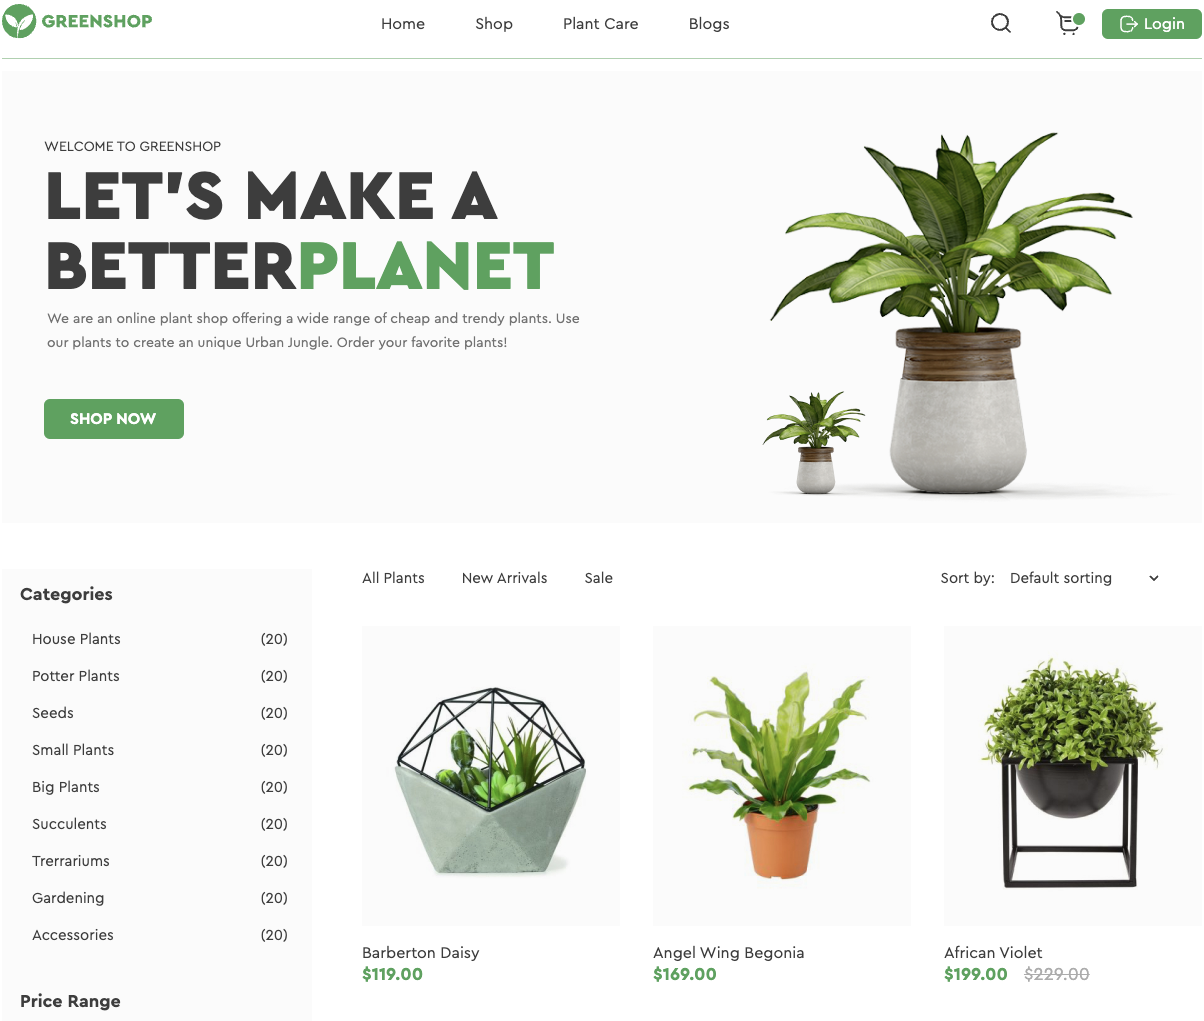 GREENSHOP
Home
Shop
Plant Care
Blogs
Login
WELCOME TO GREENSHOP
LET'S MAKE A
BETTERPLANET
We are an online plant shop offering a wide range of cheap and trendy plants. Use
our plants to create an unique Urban Jungle. Order your favorite plants!
SHOP NOW
Categories
House Plants (20)
Potter Plants (20)
Seeds (20)
Small Plants (20)
Big Plants (20)
Succulents (20)
Trerrariums (20)
Gardening (20)
Accessories (20)
Price Range
All Plants
New Arrivals
Sale
Sort by: Default sorting
Barberton Daisy
$119.00
Angel Wing Begonia
$169.00
African Violet
$199.00 $229.00